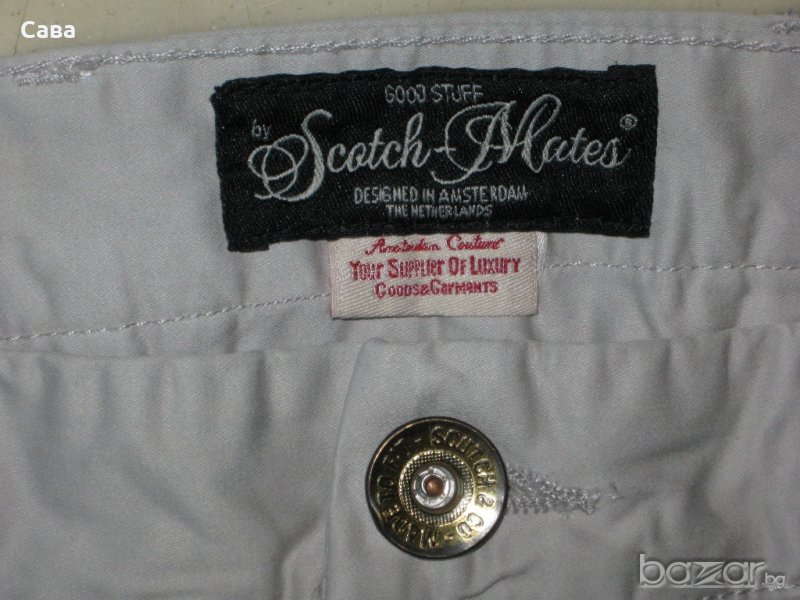 Сава
GOOD STUFF
by Scotch-Mates®
DESIGNED IN AMSTERDAM
THE NETHERLANDS
Amsterdam Couture
YOUR SUPPLIER OF LUXURY
GOODS&GARMENTS
SCOTCH & CO-MADE
bazar.bg